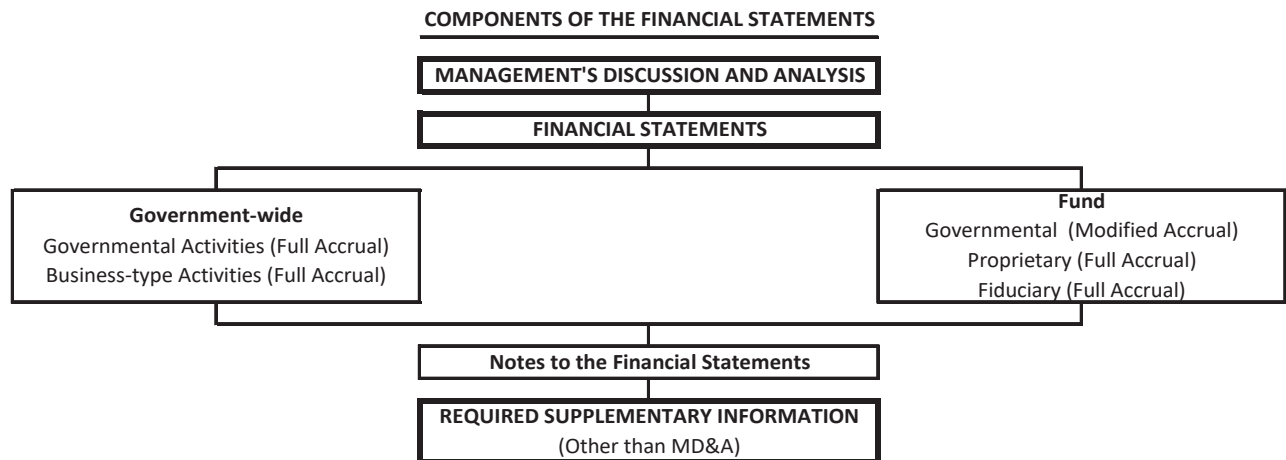 COMPONENTS OF THE FINANCIAL STATEMENTS
MANAGEMENT'S DISCUSSION AND ANALYSIS
FINANCIAL STATEMENTS
Government-wide
Governmental Activities (Full Accrual)
Business-type Activities (Full Accrual)
Fund
Governmental (Modified Accrual)
Proprietary (Full Accrual)
Fiduciary (Full Accrual)
Notes to the Financial Statements
REQUIRED SUPPLEMENTARY INFORMATION
(Other than MD&A)